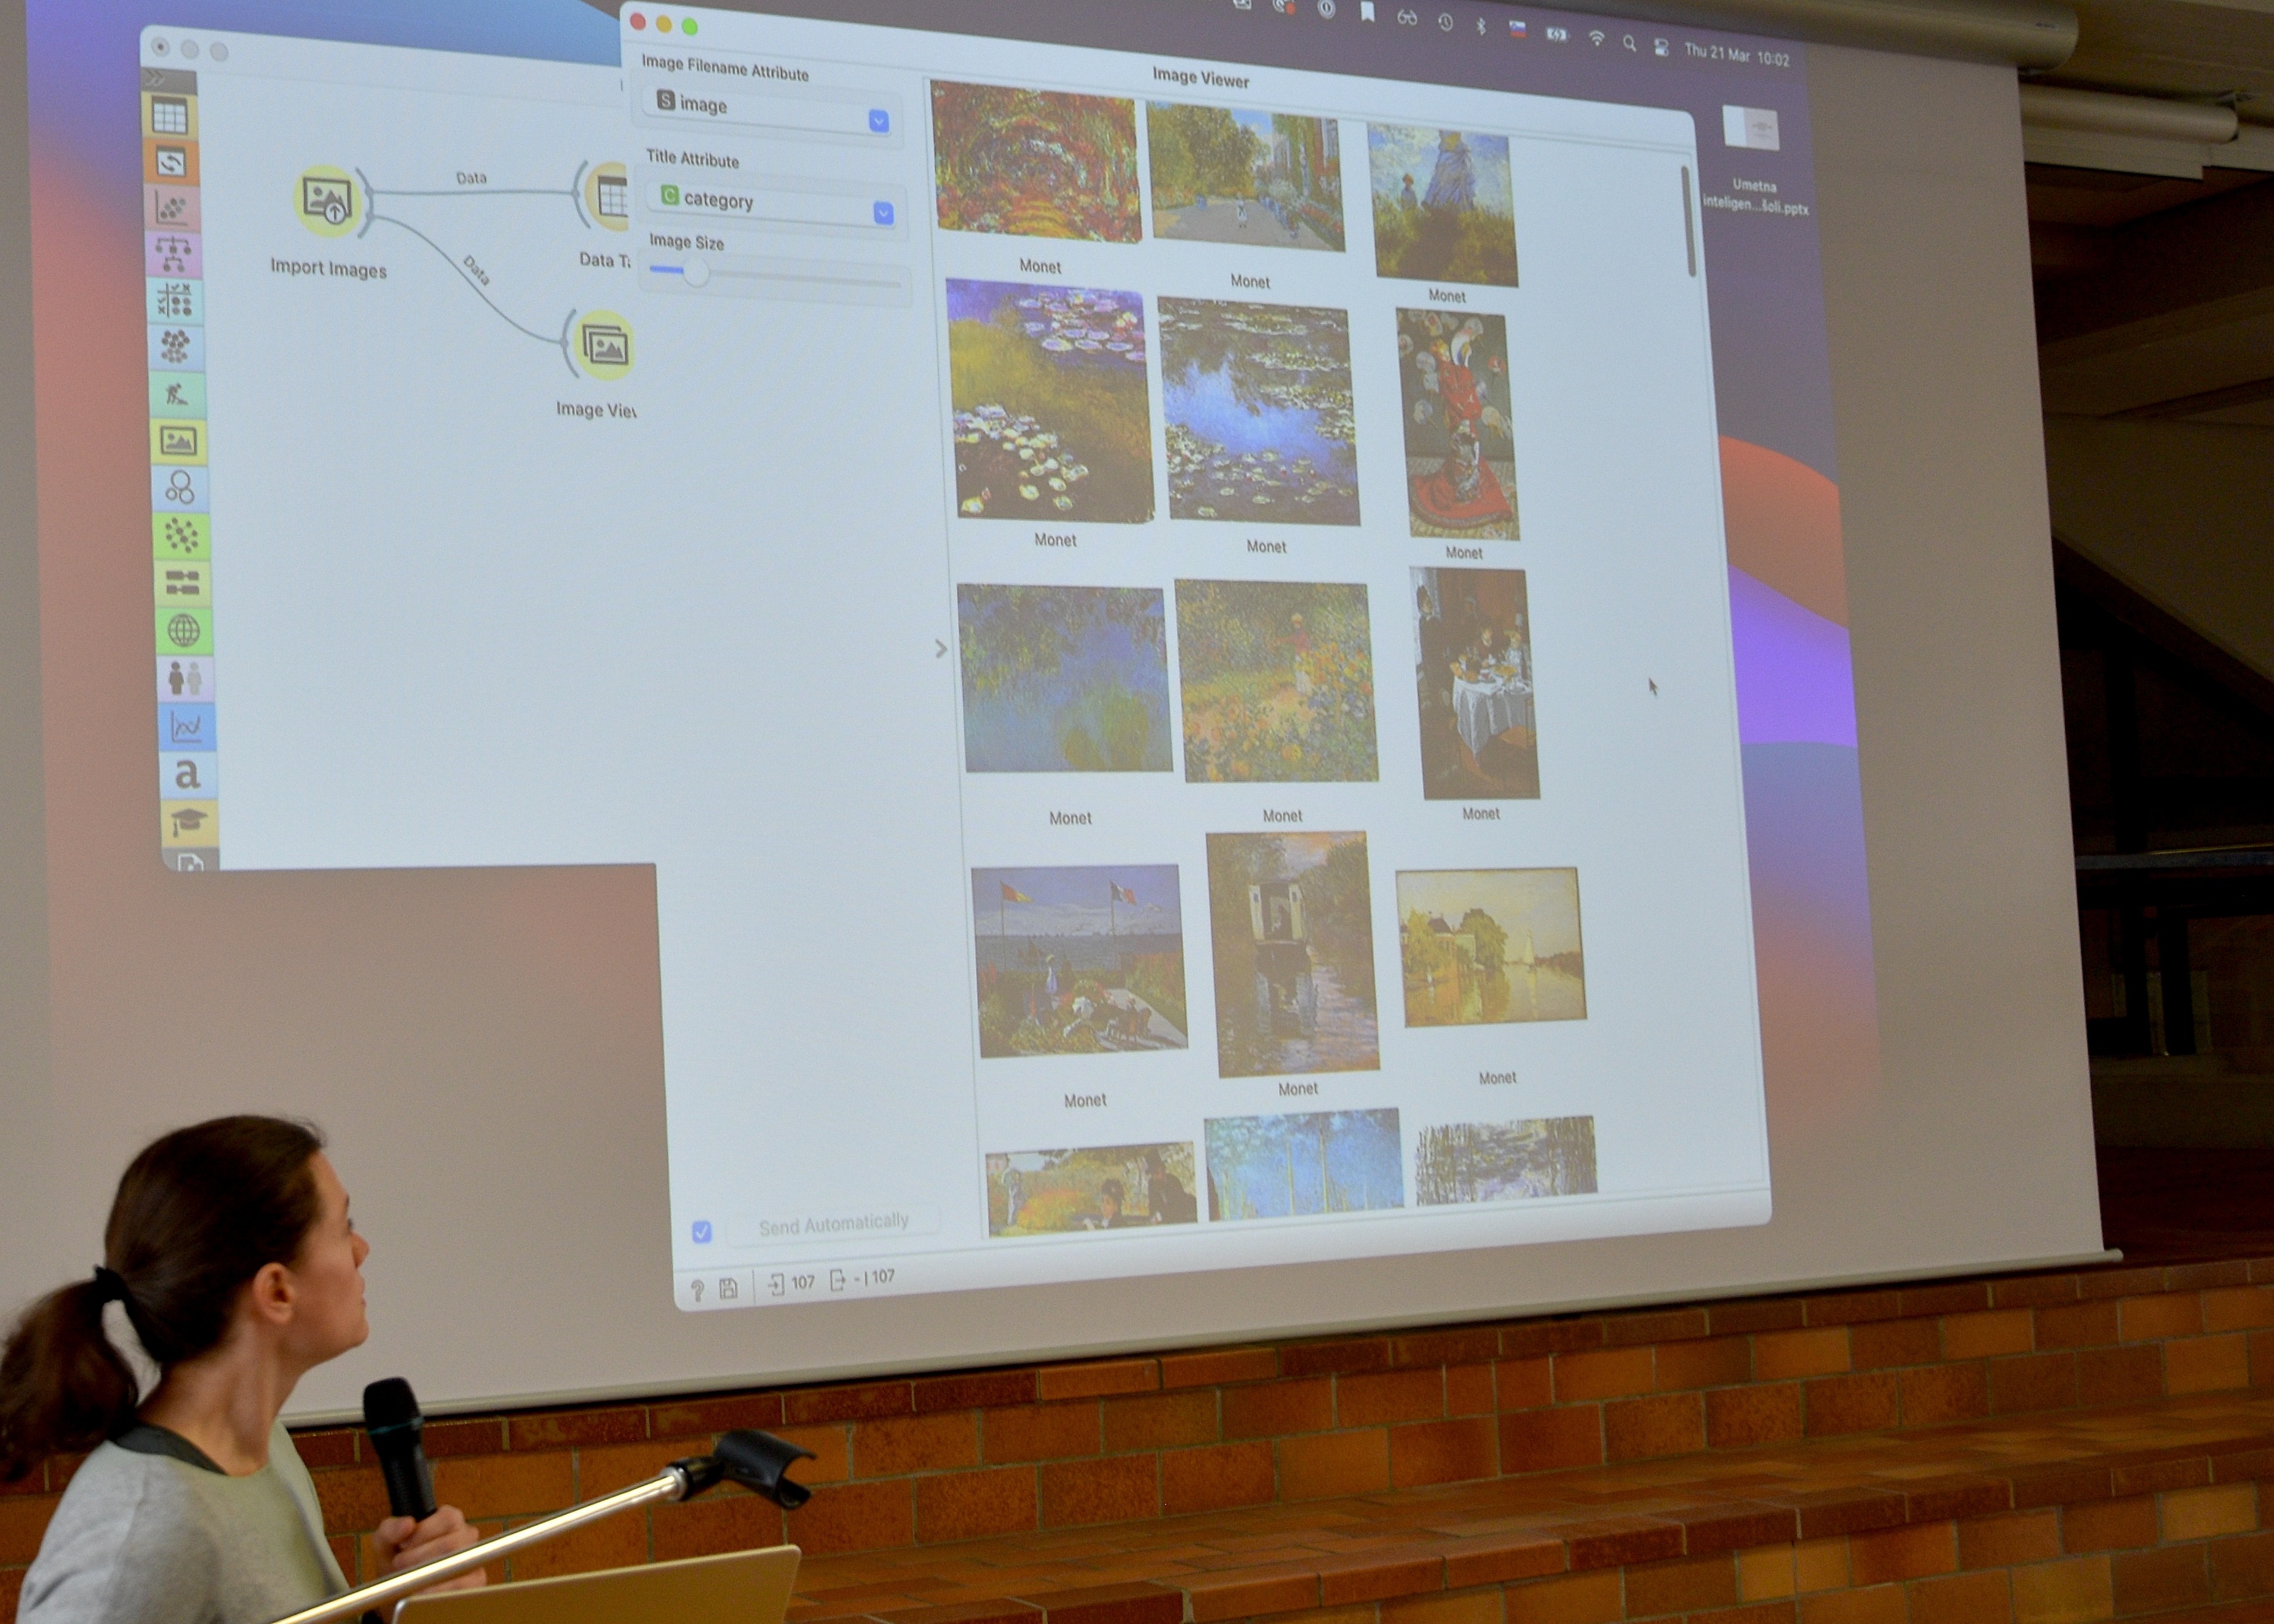 Thu 21 Mar 10:02
Image Viewer
Image Filename Attribute
S image
Title Attribute
C category
Image Size
Data
Data
Import Images
Data Ta
Image View
a
Umetna
inteligen...šoli.pptx
Monet
Monet
Monet
Monet
Monet
Monet
Monet
Monet
Monet
Monet
Monet
Monet
Send Automatically
? 107 - | 107